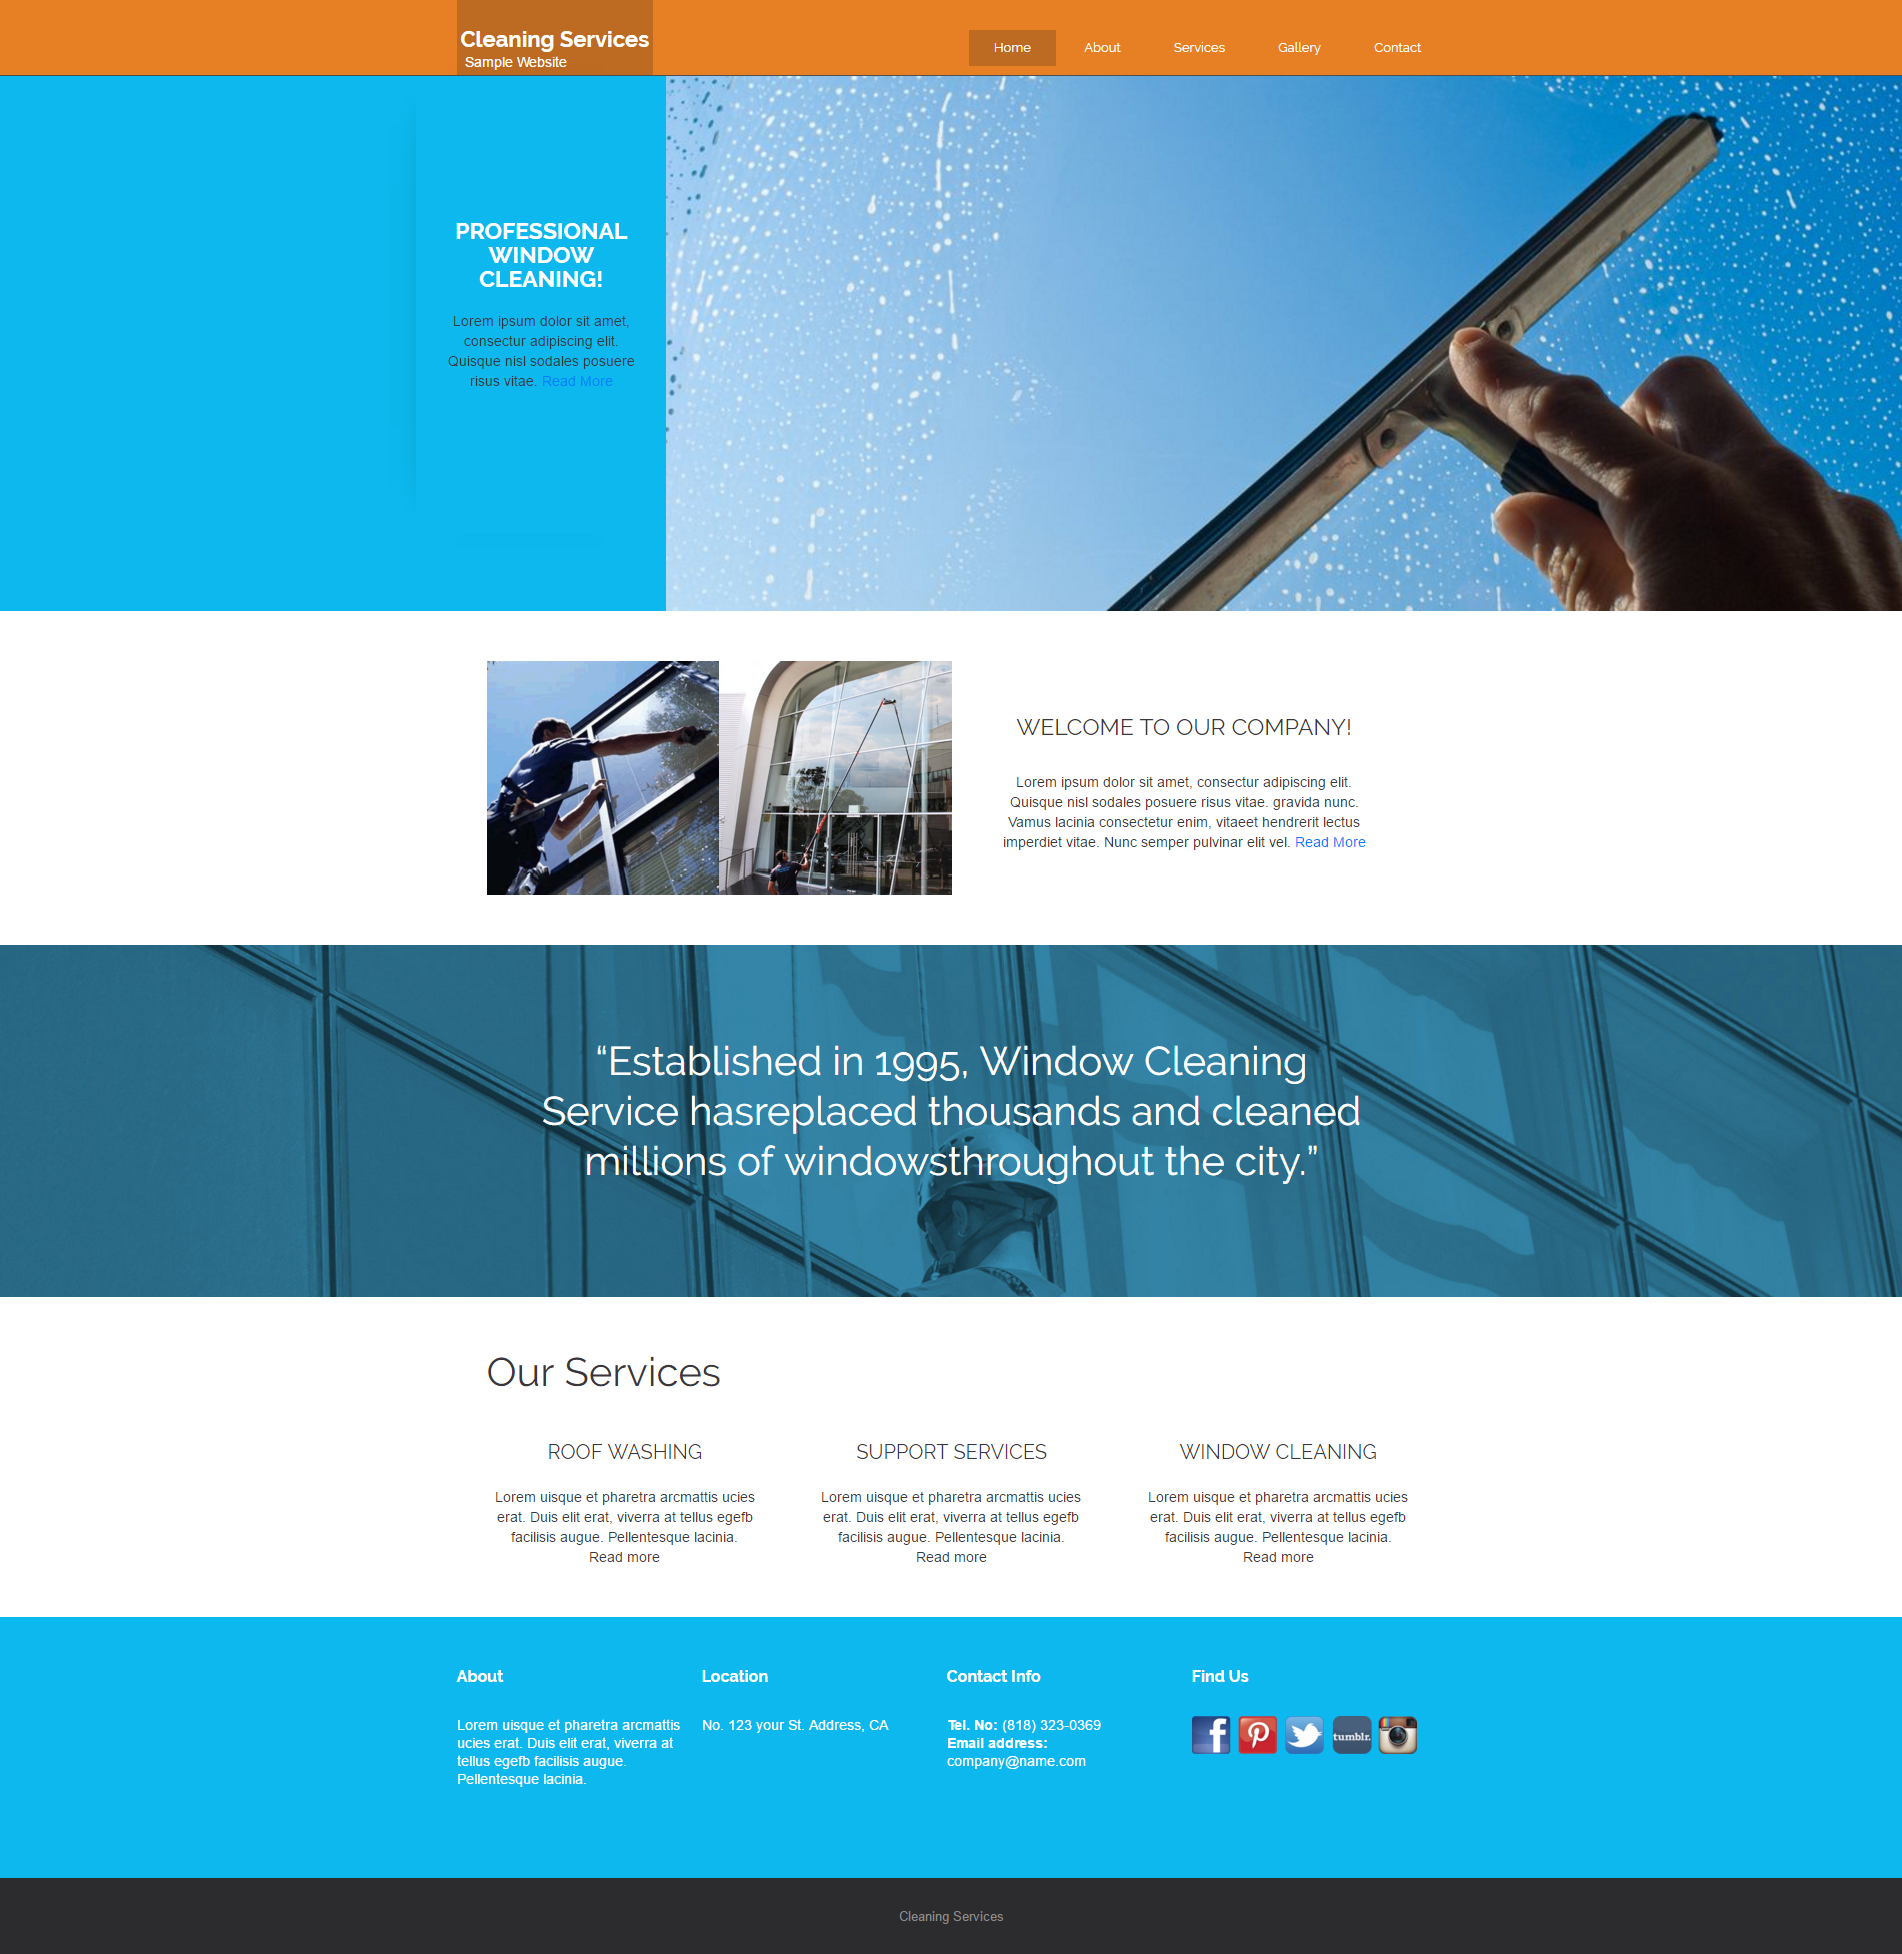 Cleaning Services
Sample Website
Home About Services Gallery Contact
PROFESSIONAL
WINDOW
CLEANING!
Lorem ipsum dolor sit amet,
consectur adipiscing elit.
Quisque nisl sodales posuere
risus vitae. Read More
WELCOME TO OUR COMPANY!
Lorem ipsum dolor sit amet, consectur adipiscing elit.
Quisque nisl sodales posuere risus vitae. gravida nunc.
Vamus lacinia consectetur enim, vitaeet hendrerit lectus
imperdiet vitae. Nunc semper pulvinar elit vel. Read More
“Established in 1995, Window Cleaning
Service hasreplaced thousands and cleaned
millions of windowsthroughout the city.”
Our Services
ROOF WASHING
Lorem uisque et pharetra arcmattis ucies
erat. Duis elit erat, viverra at tellus egefb
facilisis augue. Pellentesque lacinia.
Read more
SUPPORT SERVICES
Lorem uisque et pharetra arcmattis ucies
erat. Duis elit erat, viverra at tellus egefb
facilisis augue. Pellentesque lacinia.
Read more
WINDOW CLEANING
Lorem uisque et pharetra arcmattis ucies
erat. Duis elit erat, viverra at tellus egefb
facilisis augue. Pellentesque lacinia.
Read more
About
Lorem uisque et pharetra arcmattis
ucies erat. Duis elit erat, viverra at
tellus egefb facilisis augue.
Pellentesque lacinia.
Location
No. 123 your St. Address, CA
Contact Info
Tel. No: (818) 323-0369
Email address:
company@name.com
Find Us
tumblr.
Cleaning Services